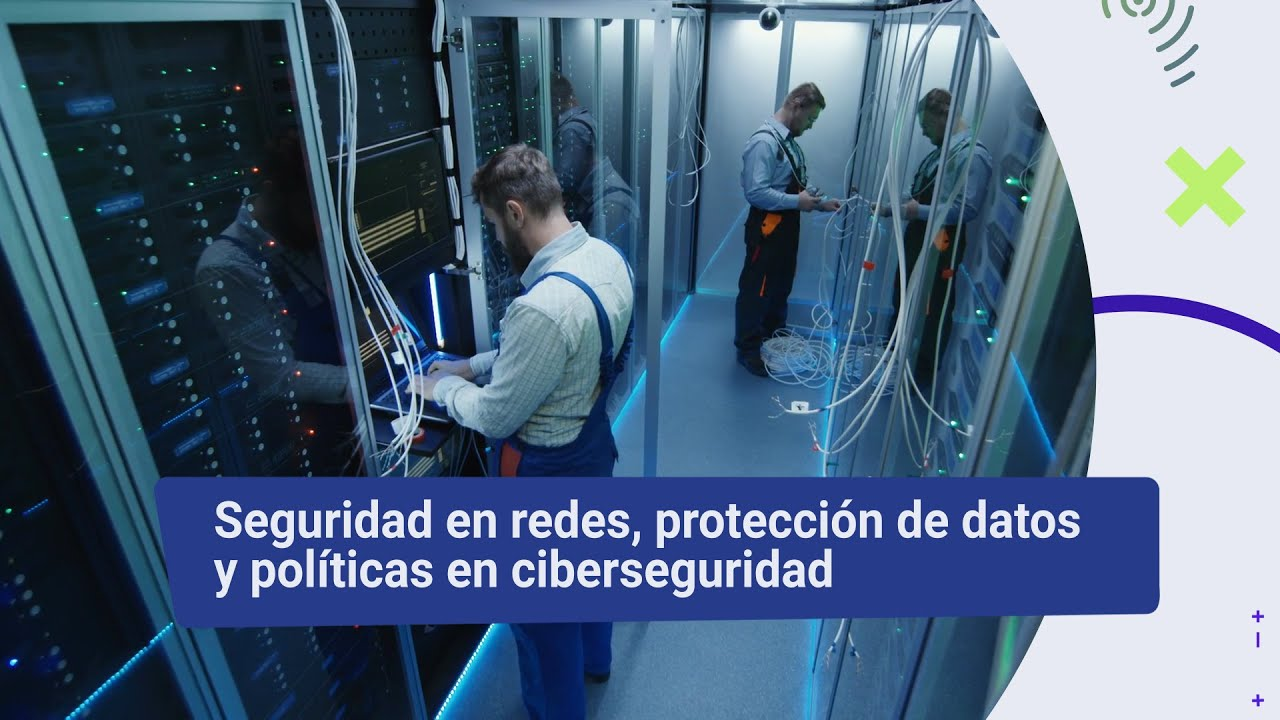 Seguridad en redes, protección de datos
y políticas en ciberseguridad